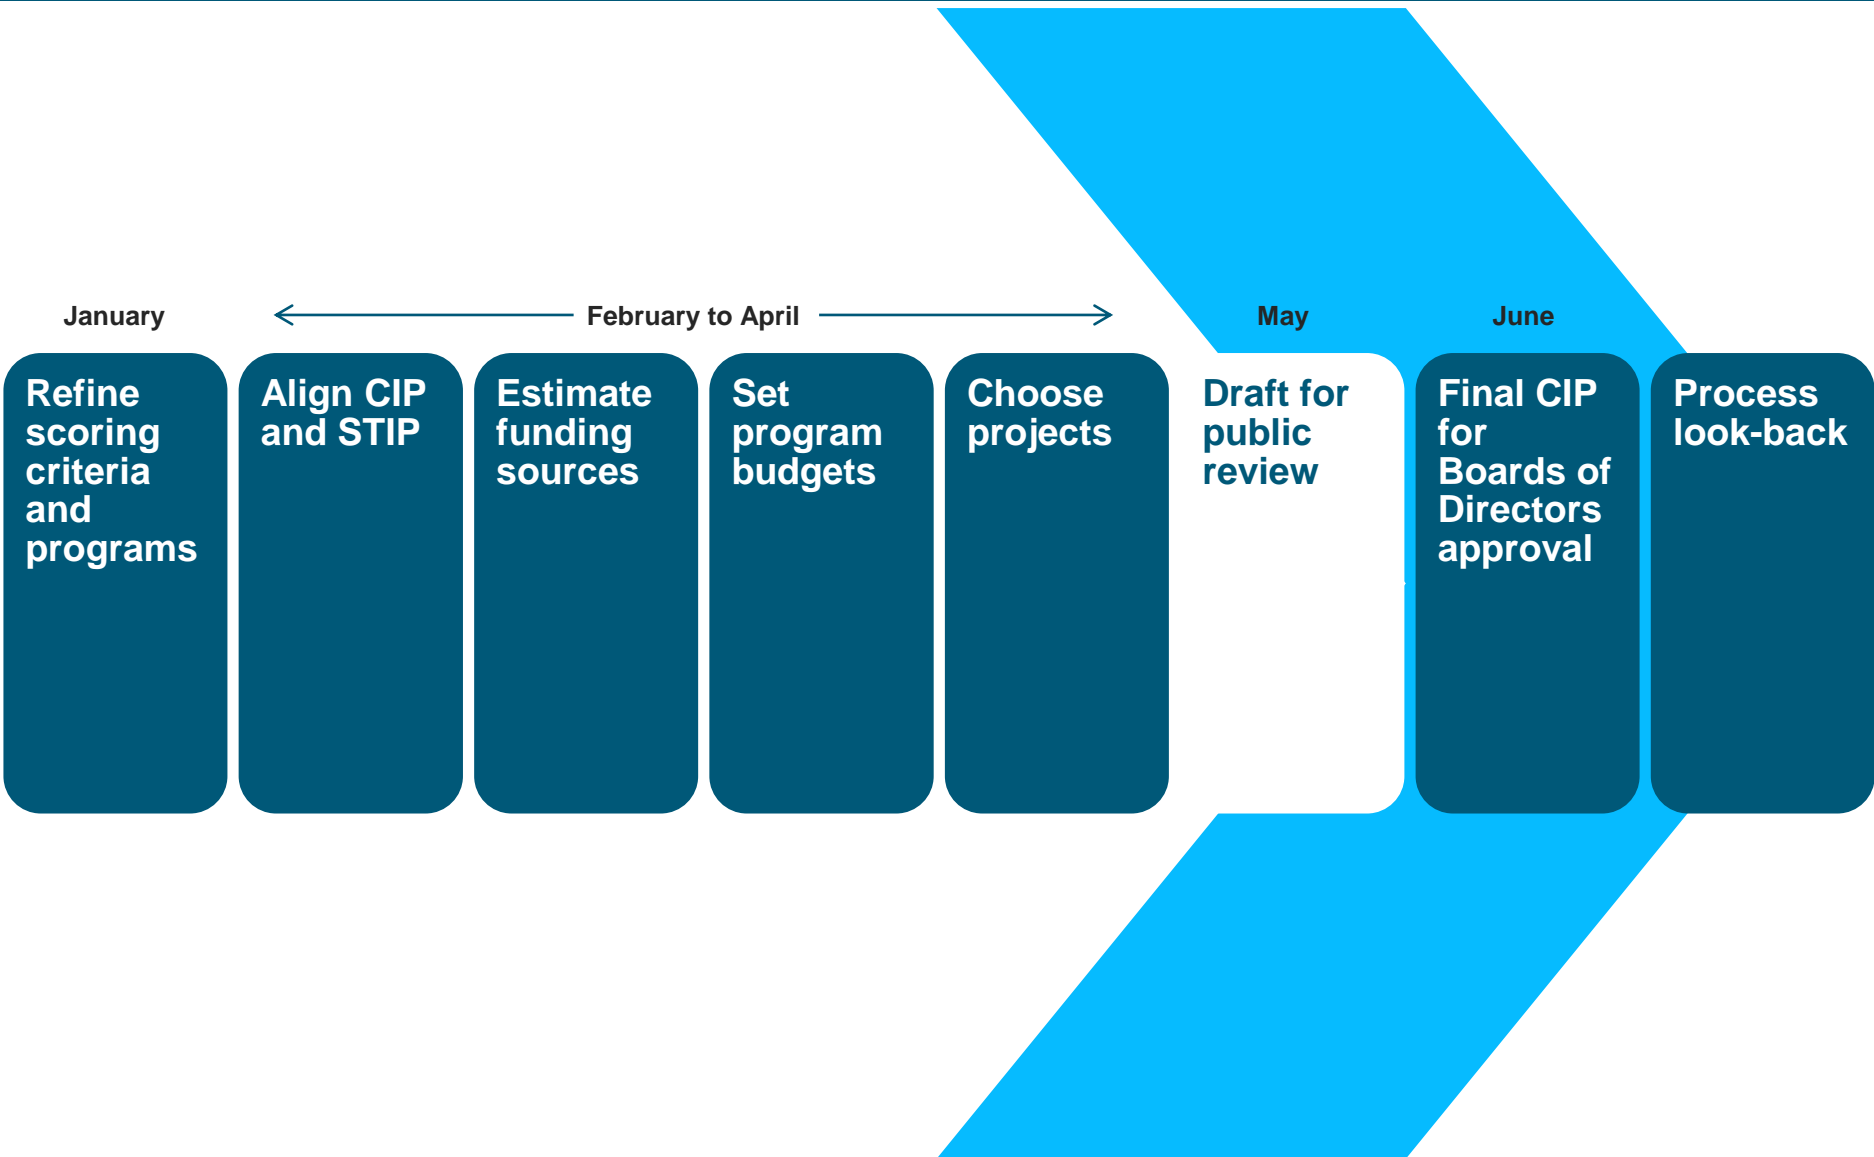 January
February to April
May
June
Refine
scoring
criteria
and
programs
Align CIP
and STIP
Estimate
funding
sources
Set
program
budgets
Choose
projects
Draft for
public
review
Final CIP
for
Boards of
Directors
approval
Process
look-back